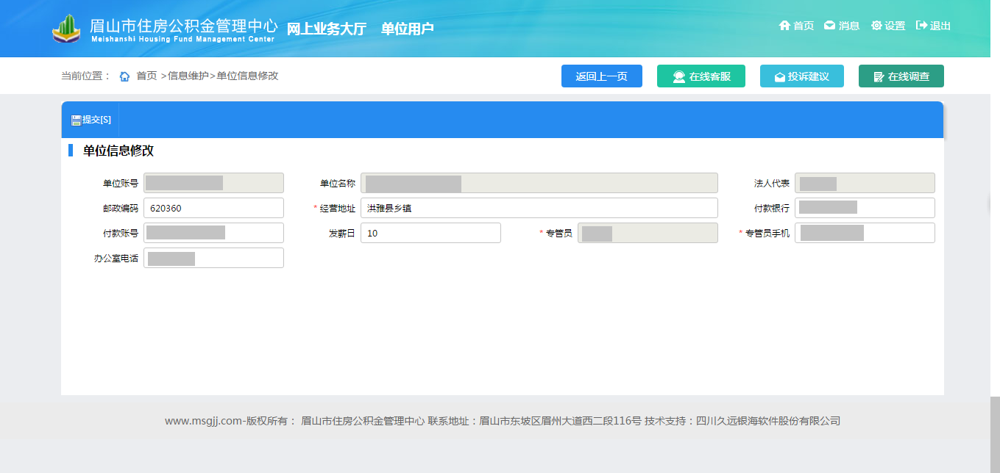 眉山市住房公积金管理中心 网上业务大厅 单位用户
Meishanshi Housing Fund Management Center
首页 消息 设置 退出
当前位置： 首页 >信息维护>单位信息修改
返回上一页 在线客服 投诉建议 在线调查
提交[S]
单位信息修改
单位账号 单位名称 法人代表
邮政编码 620360 * 经营地址 洪雅县乡镇 付款银行
付款账号 发薪日 10 * 专管员 * 专管员手机
办公室电话
www.msgjj.com-版权所有： 眉山市住房公积金管理中心 联系地址：眉山市东坡区眉州大道西二段116号 技术支持：四川久远银海软件股份有限公司